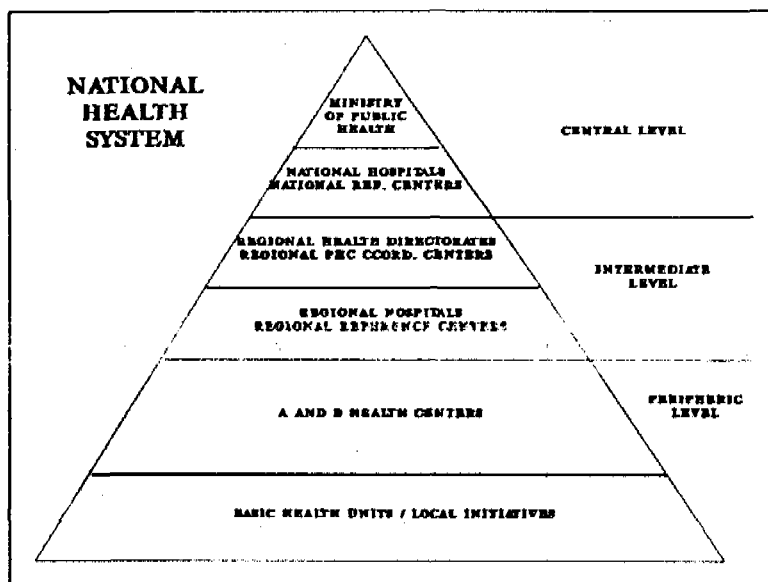 NATIONAL
HEALTH
SYSTEM
MINISTRY
OF PUBLIC
HEALTH
CENTRAL LEVEL
NATIONAL HOSPITALS
NATIONAL REF. CENTERS
REGIONAL HEALTH DIRECTORATES
REGIONAL PHC COORD. CENTERS
INTERMEDIATE
LEVEL
REGIONAL HOSPITALS
REGIONAL REFERENCE CENTERS
A AND B HEALTH CENTERS
PERIPHERIC
LEVEL
BASIC HEALTH UNITS / LOCAL INITIATIVES